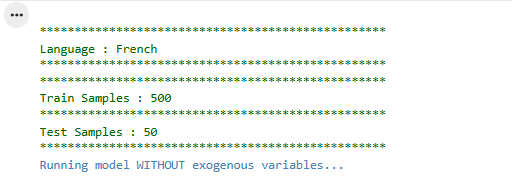 **************************************************
Language : French
**************************************************
**************************************************
Train Samples : 500
**************************************************
Test Samples : 50
**************************************************
Running model WITHOUT exogenous variables...